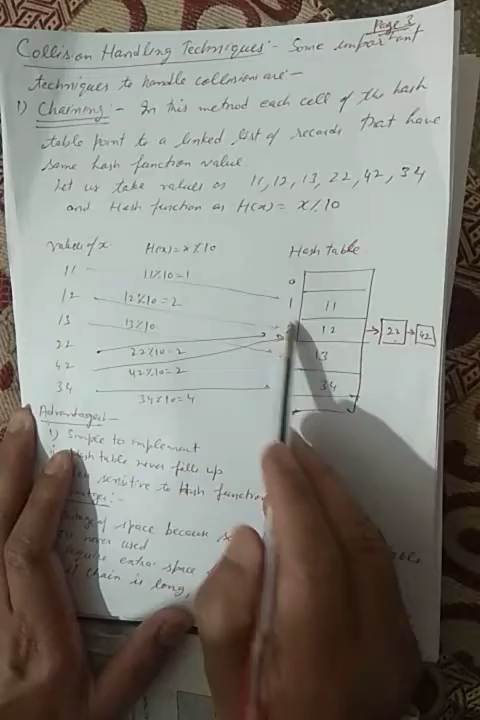 Page 3
Collision Handling Techniques:- Some important
techniques to handle collision are:-
1) Chaining:- In this method each cell of the hash
table point to a linked list of records that have
same hash function value
Let us take values as 11, 12, 13, 22, 42, 34
and Hash function as H(x) = x%10
values of x H(x)=x%10 Hash table
0
11 11%10=1 1 11
12 12%10=2 12 22 42
13 13%10 13
22 22%10=2
42 42%10=2
34 34%10=4 34
Advantages:-
1) Simple to implement
Hash table never fills up
sensitive to Hash function
space because
never used
require extra space
chain is long,